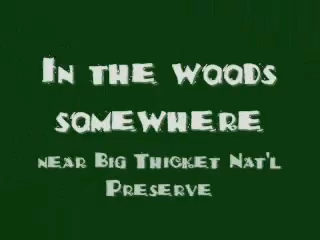 In the woods
somewhere
near Big Thicket Nat'l
Preserve